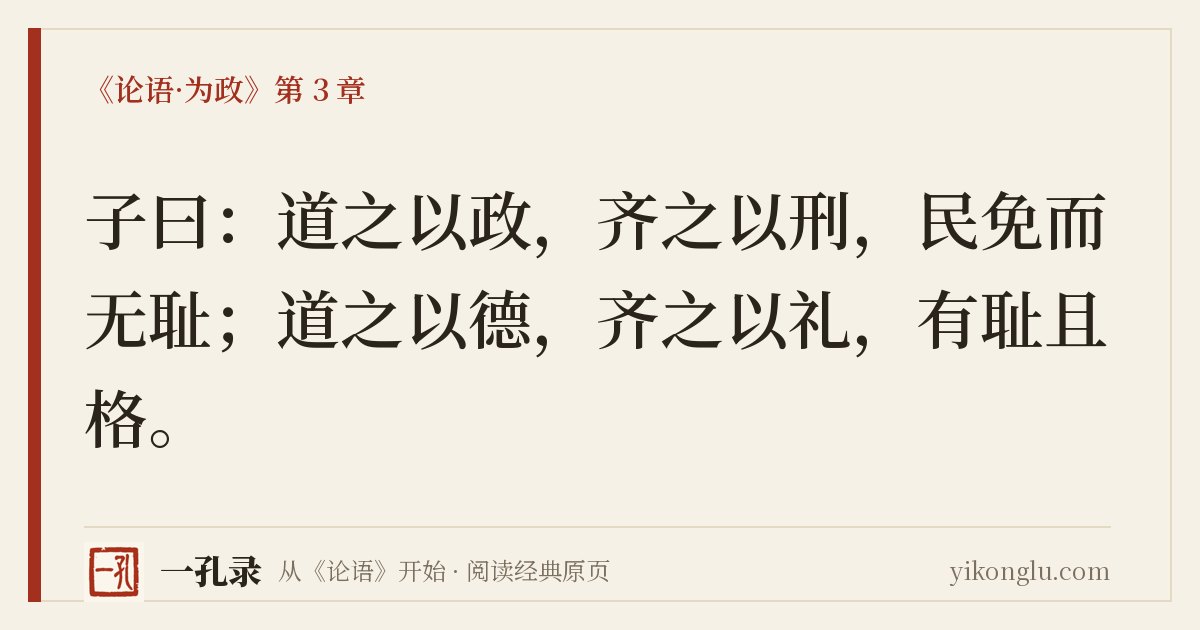 《论语·为政》第 3 章
子曰：道之以政，齐之以刑，民免而
无耻；道之以德，齐之以礼，有耻且
格。
一孔
一孔录 从《论语》开始 · 阅读经典原页 yikonglu.com